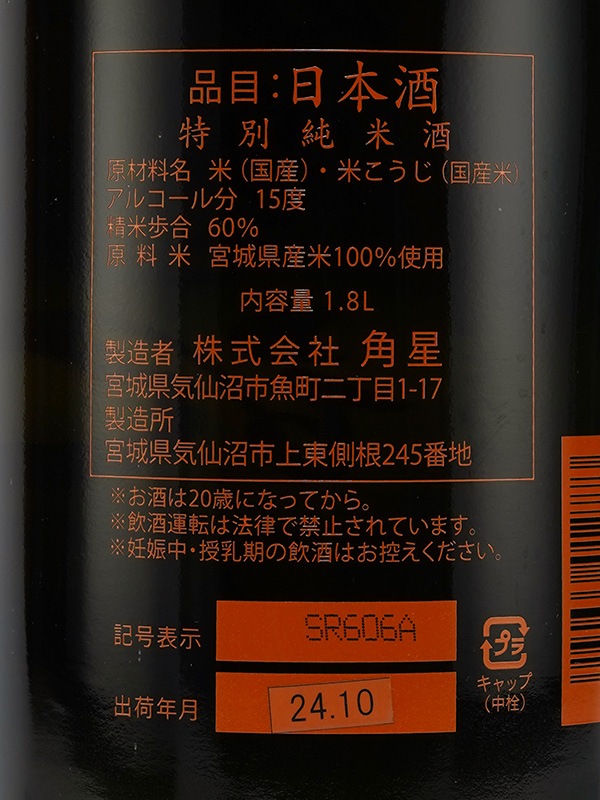 品目：日本酒
特別純米酒
原材料名 米（国産）・米こうじ（国産米）
アルコール分 15度
精米歩合 60％
原料米 宮城県産米100％使用
内容量 1.8L
製造者 株式会社 角星
宮城県気仙沼市魚町二丁目1-17
製造所
宮城県気仙沼市上東側根245番地
※お酒は20歳になってから。
※飲酒運転は法律で禁止されています。
※妊娠中・授乳期の飲酒はお控えください。
記号表示 SR606A
出荷年月 24.10
プラ
キャップ
（中栓）